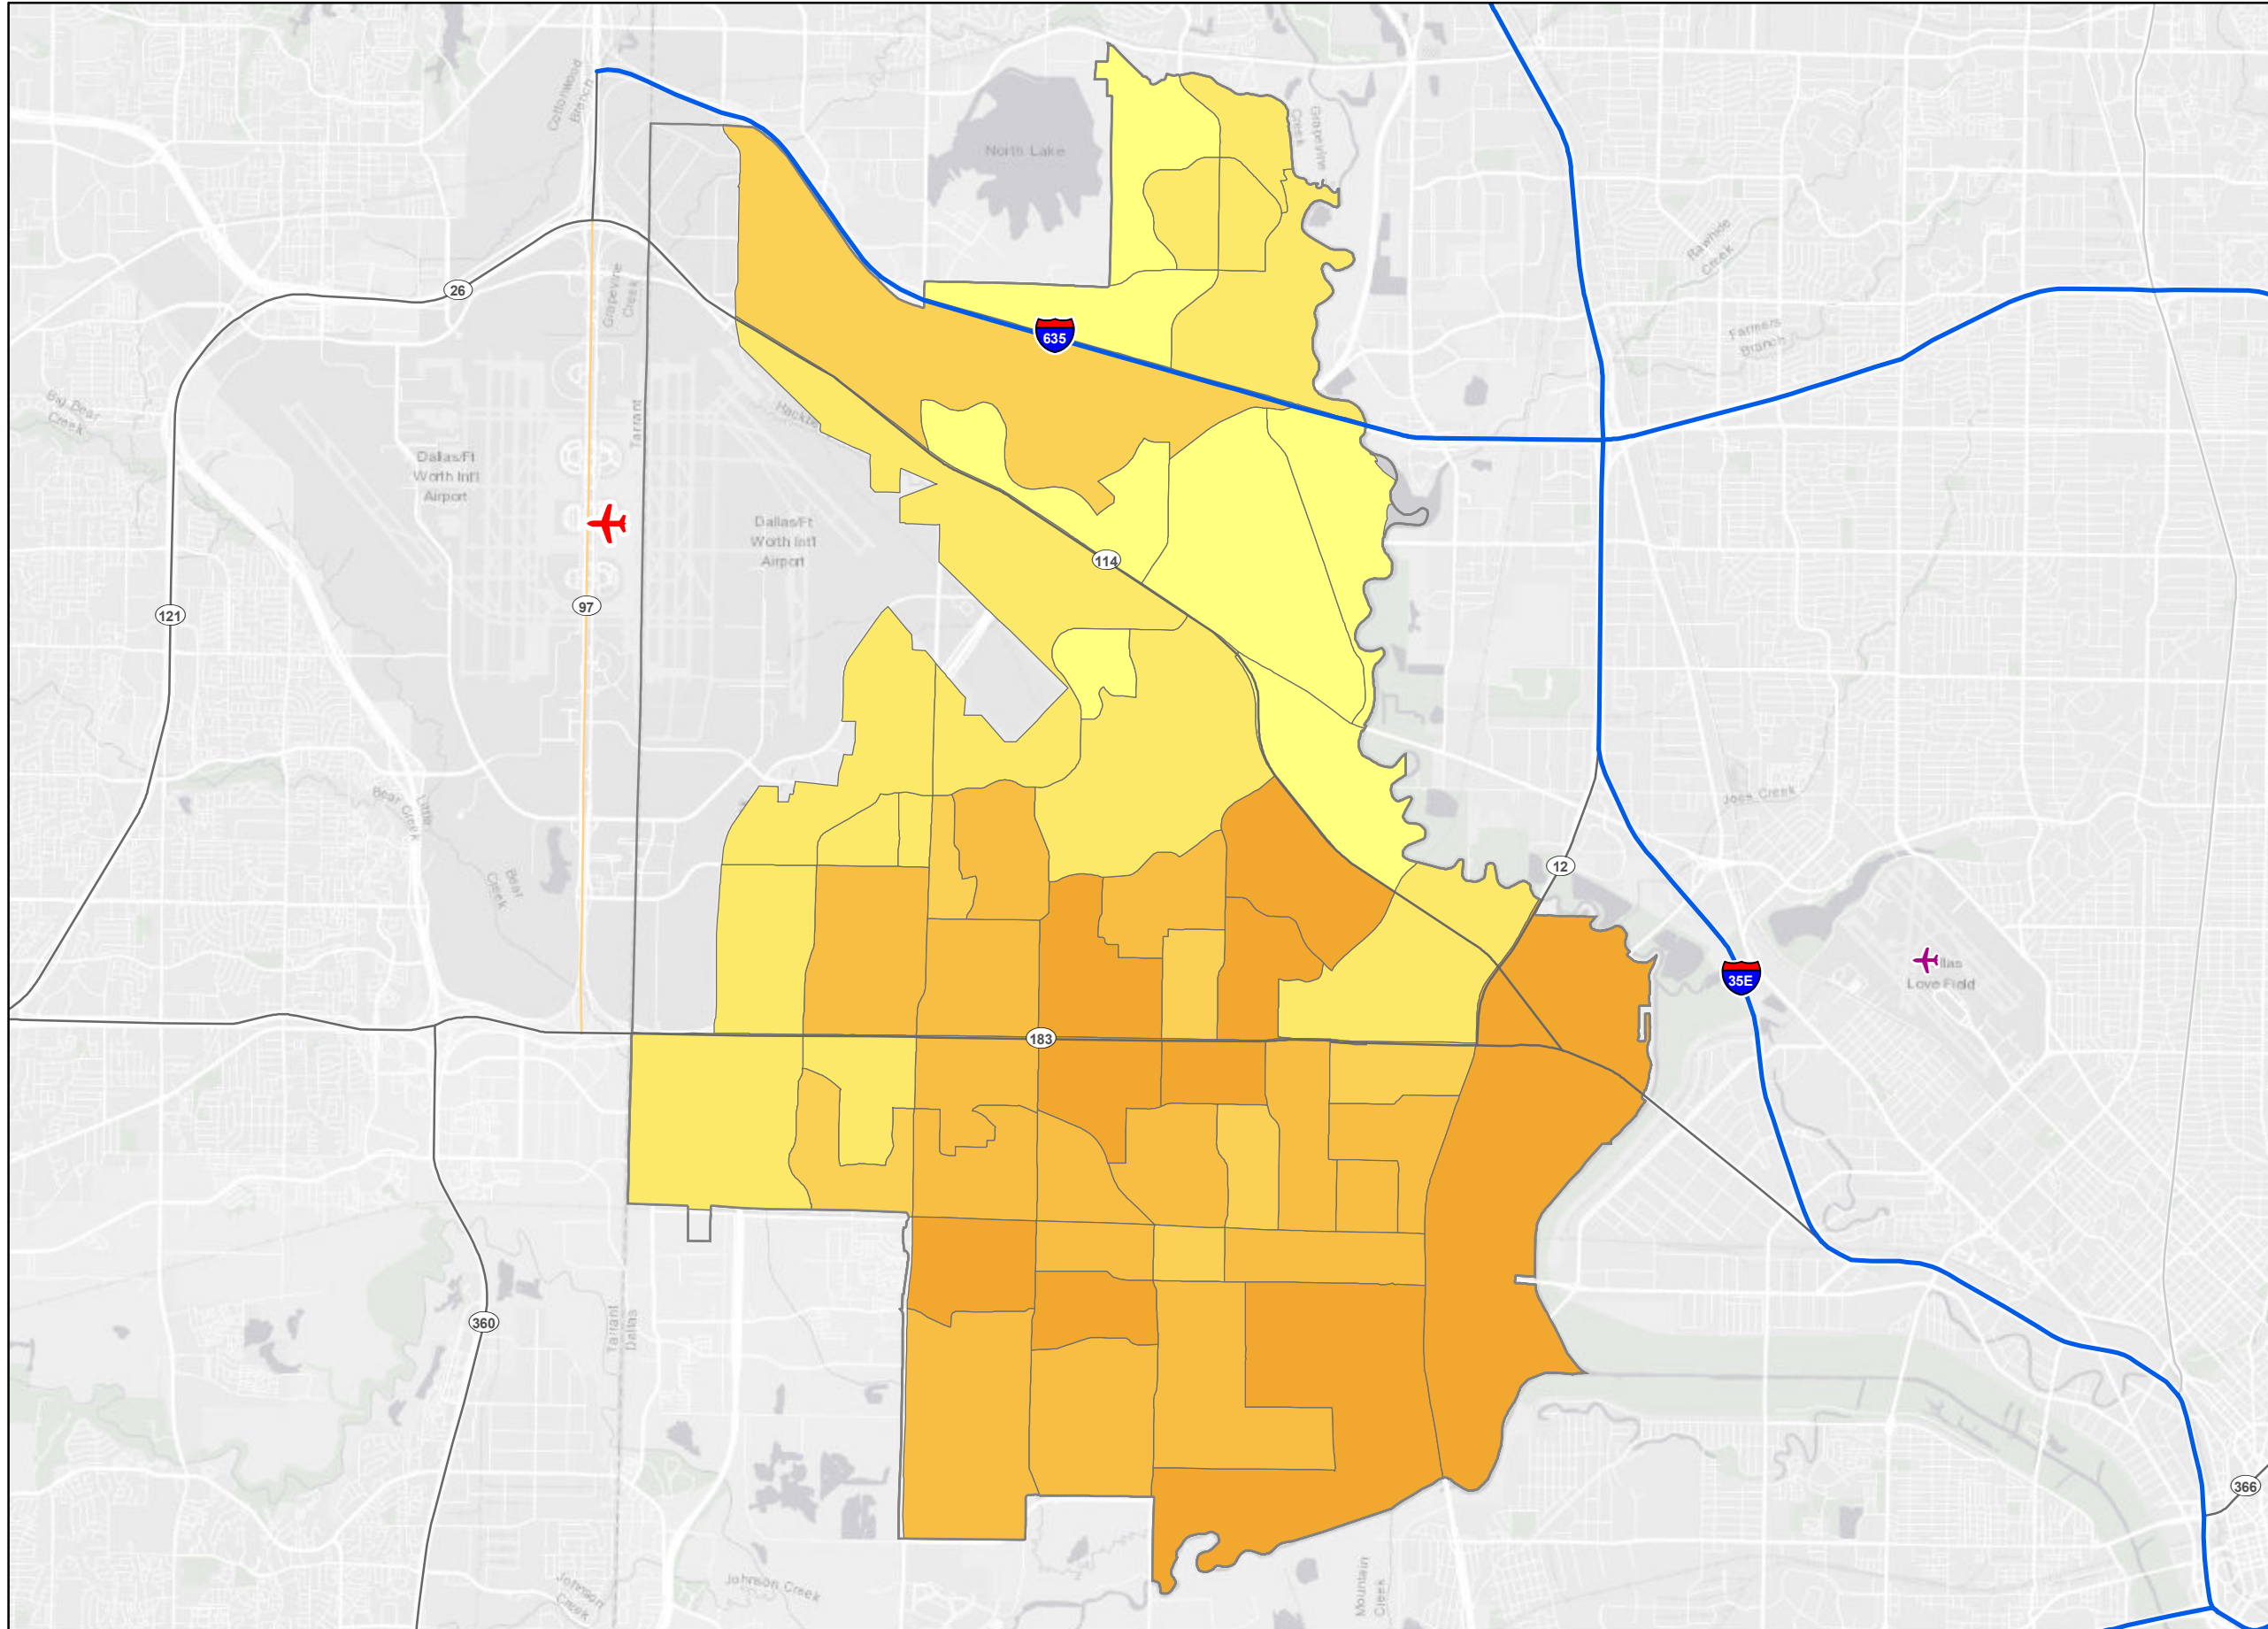 Cottonwood
Branch
North Lake
Grapevine
Creek
26
Grapevine
Creek
635
Rawhide
Creek
Farmers
Branch
Big Bear
Creek
Tarrant
Dallas/Ft
Worth Int'l
Airport
Dallas/Ft
Worth Int'l
Airport
114
97
121
Little
Bear Creek
Bear
Creek
Joes Creek
12
35E
Love Field
183
360
Tarrant
Dallas
366
Johnson
Creek
Johnson Creek
Mountain
Creek